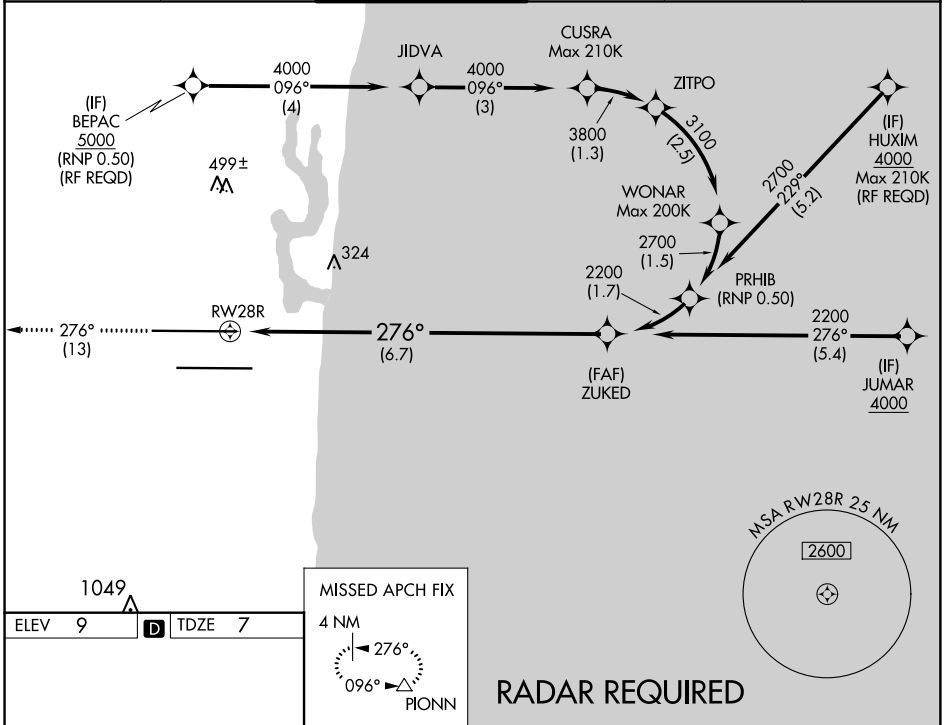 CUSRA
Max 210K
JIDVA
ZITPO
4000
096°
(4)
4000
096°
(3)
(IF)
BEPAC
5000
(RNP 0.50)
(RF REQD)
3800
(1.3)
3100
(2.5)
(IF)
HUXIM
4000
Max 210K
(RF REQD)
2700
229°
(5.2)
499±
WONAR
Max 200K
324
2700
(1.5)
2200
(1.7)
PRHIB
(RNP 0.50)
RW28R
276°
(13)
276°
(6.7)
2200
276°
(5.4)
(FAF)
ZUKED
(IF)
JUMAR
4000
MSA RW28R 25 NM
2600
1049
ELEV 9
D
TDZE 7
MISSED APCH FIX
4 NM
276°
096°
PIONN
RADAR REQUIRED